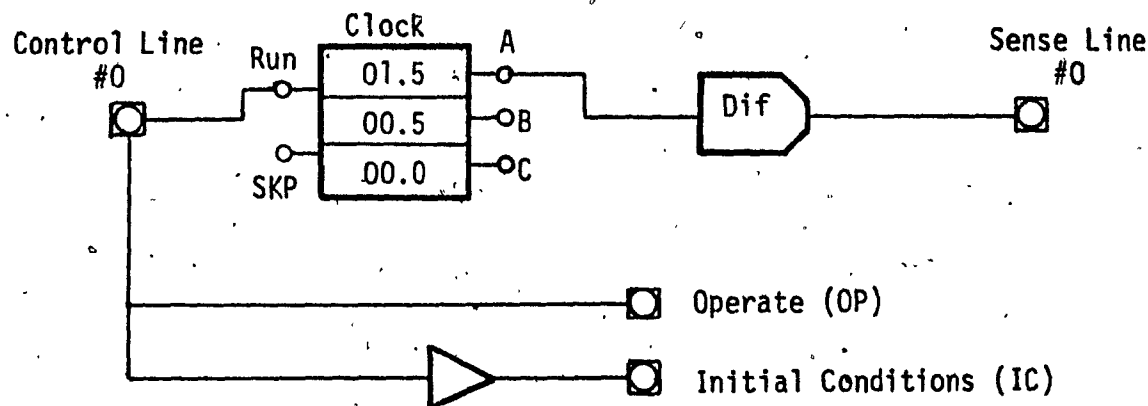 Control Line
#0
Run
SKP
Clock
01.5
00.5
00.0
A
B
C
Dif
Sense Line
#0
Operate (OP)
Initial Conditions (IC)